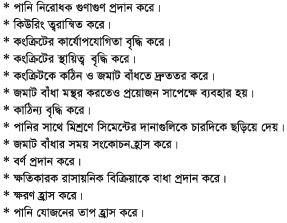 * পানি নিরোধক গুণাগুণ প্রদান করে।
* কিউরিং ত্বরান্বিত করে।
* কংক্রিটের কার্যোপযোগিতা বৃদ্ধি করে।
* কংক্রিটের স্থায়িত্ব বৃদ্ধি করে।
* কংক্রিটকে কঠিন ও জমাট বাঁধতে দ্রুততর করে।
* জমাট বাঁধা মন্থর করতেও প্রয়োজন সাপেক্ষে ব্যবহার হয়।
* কাঠিন্য বৃদ্ধি করে।
* পানির সাথে মিশ্রণে সিমেন্টের দানাগুলিকে চারদিকে ছড়িয়ে দেয়।
* জমাট বাঁধার সময় সংকোচন হ্রাস করে।
* বর্ণ প্রদান করে।
* ক্ষতিকারক রাসায়নিক বিক্রিয়াকে বাধা প্রদান করে।
* ক্ষরণ হ্রাস করে।
* পানি যোজনের তাপ হ্রাস করে।